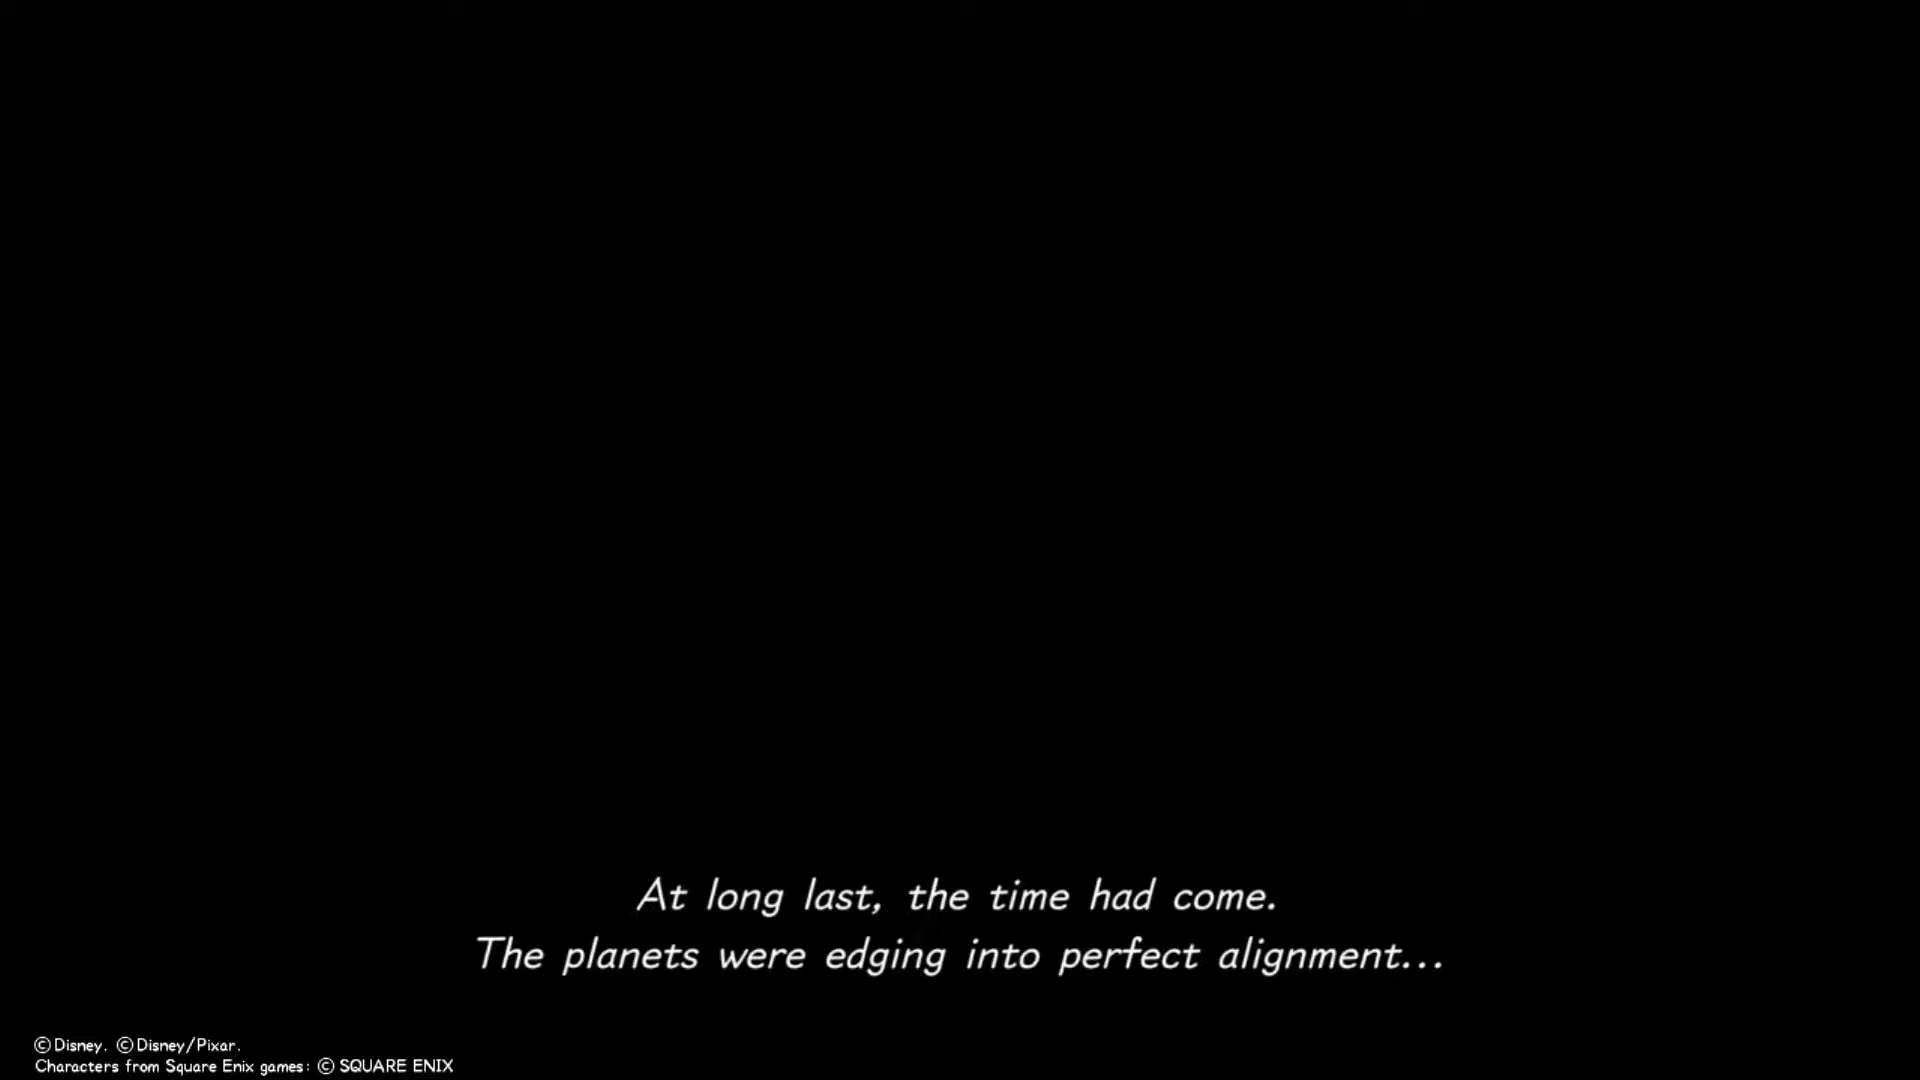 At long last, the time had come.
The planets were edging into perfect alignment...
©Disney. ©Disney/Pixar.
Characters from Square Enix games: © SQUARE ENIX